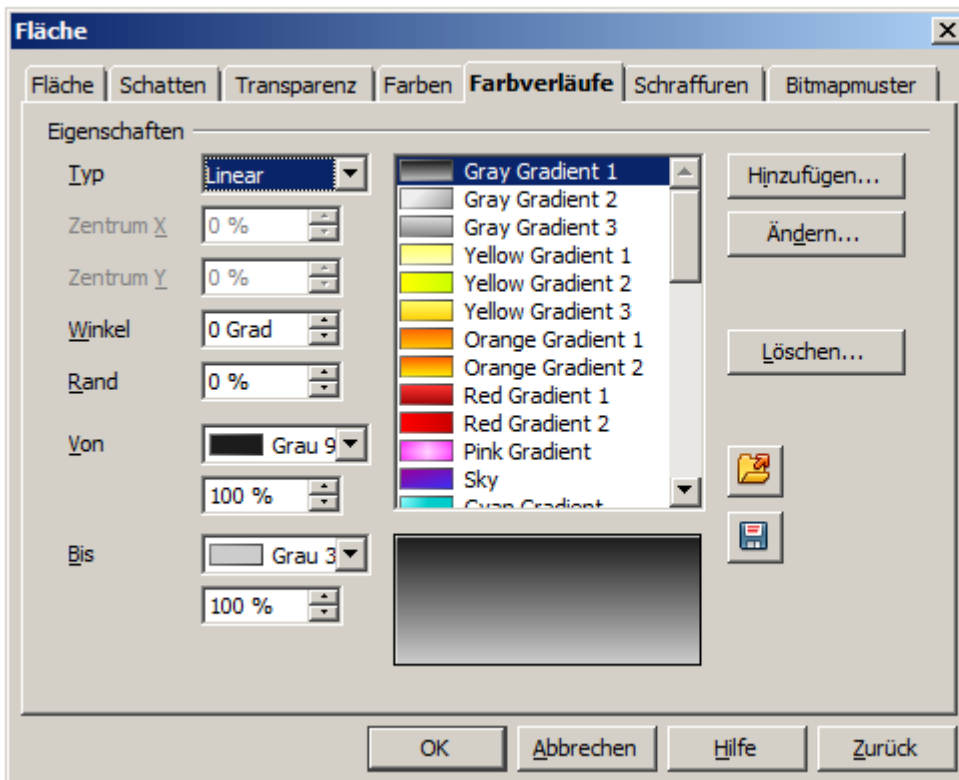 Fläche
Fläche Schatten Transparenz Farben Farbverläufe Schraffuren Bitmapmuster
Eigenschaften
Typ Linear
Zentrum X 0 %
Zentrum Y 0 %
Winkel 0 Grad
Rand 0 %
Von Grau 9
100 %
Bis Grau 3
100 %
Gray Gradient 1
Gray Gradient 2
Gray Gradient 3
Yellow Gradient 1
Yellow Gradient 2
Yellow Gradient 3
Orange Gradient 1
Orange Gradient 2
Red Gradient 1
Red Gradient 2
Pink Gradient
Sky
Cyan Gradient
Hinzufügen...
Ändern...
Löschen...
OK Abbrechen Hilfe Zurück